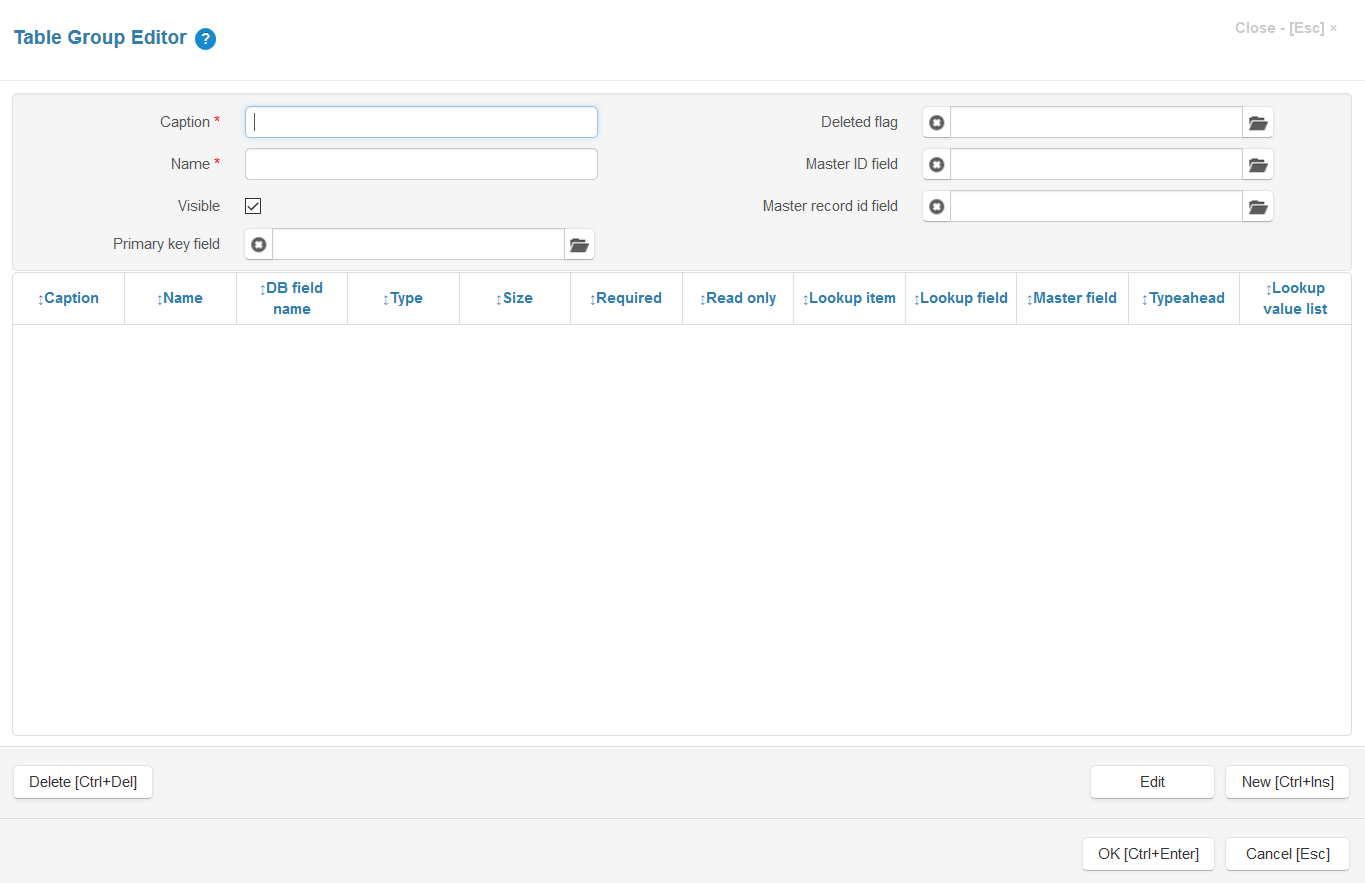 Table Group Editor ?
Close - [Esc] ×
Caption *
Name *
Visible
Primary key field
Deleted flag
Master ID field
Master record id field
↕Caption ↕Name ↕DB field name ↕Type ↕Size ↕Required ↕Read only ↕Lookup item ↕Lookup field ↕Master field ↕Typeahead ↕Lookup value list
Delete [Ctrl+Del]
Edit
New [Ctrl+Ins]
OK [Ctrl+Enter]
Cancel [Esc]